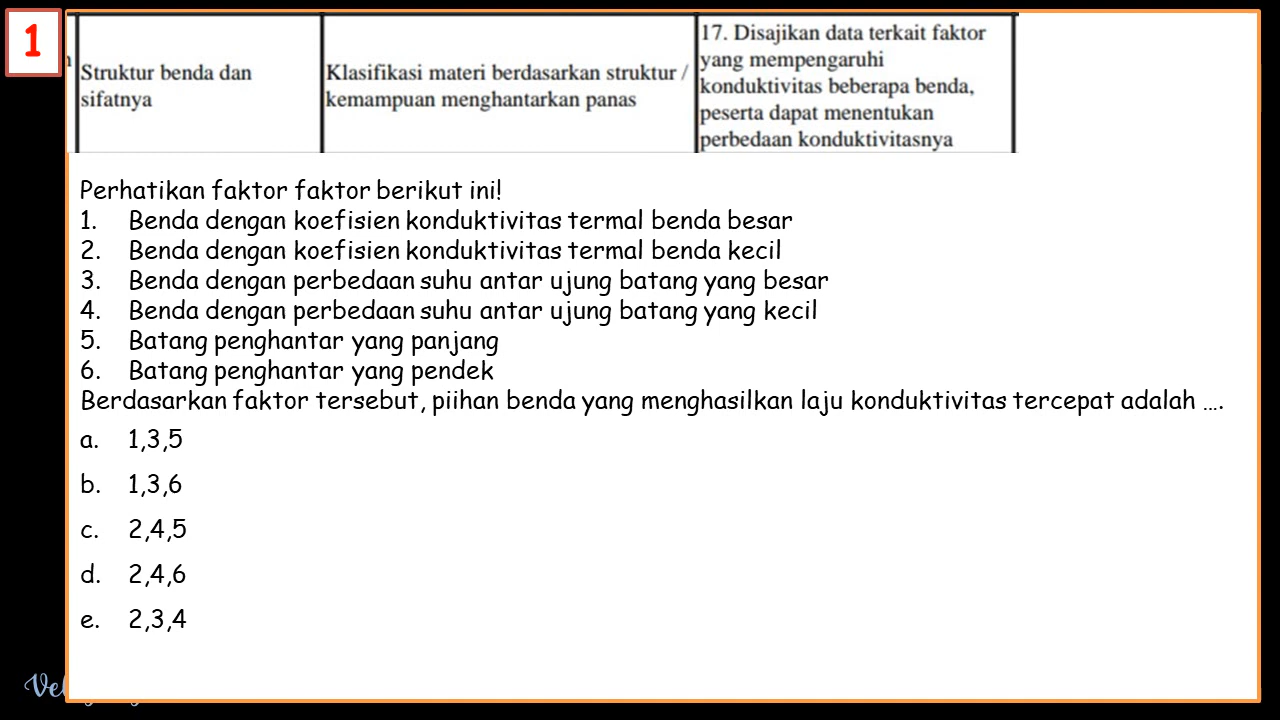 1
Struktur benda dan
sifatnya
Klasifikasi materi berdasarkan struktur /
kemampuan menghantarkan panas
17. Disajikan data terkait faktor
yang mempengaruhi
konduktivitas beberapa benda,
peserta dapat menentukan
perbedaan konduktivitasnya
Perhatikan faktor faktor berikut ini!
1. Benda dengan koefisien konduktivitas termal benda besar
2. Benda dengan koefisien konduktivitas termal benda kecil
3. Benda dengan perbedaan suhu antar ujung batang yang besar
4. Benda dengan perbedaan suhu antar ujung batang yang kecil
5. Batang penghantar yang panjang
6. Batang penghantar yang pendek
Berdasarkan faktor tersebut, piihan benda yang menghasilkan laju konduktivitas tercepat adalah ....
a. 1,3,5
b. 1,3,6
c. 2,4,5
d. 2,4,6
e. 2,3,4